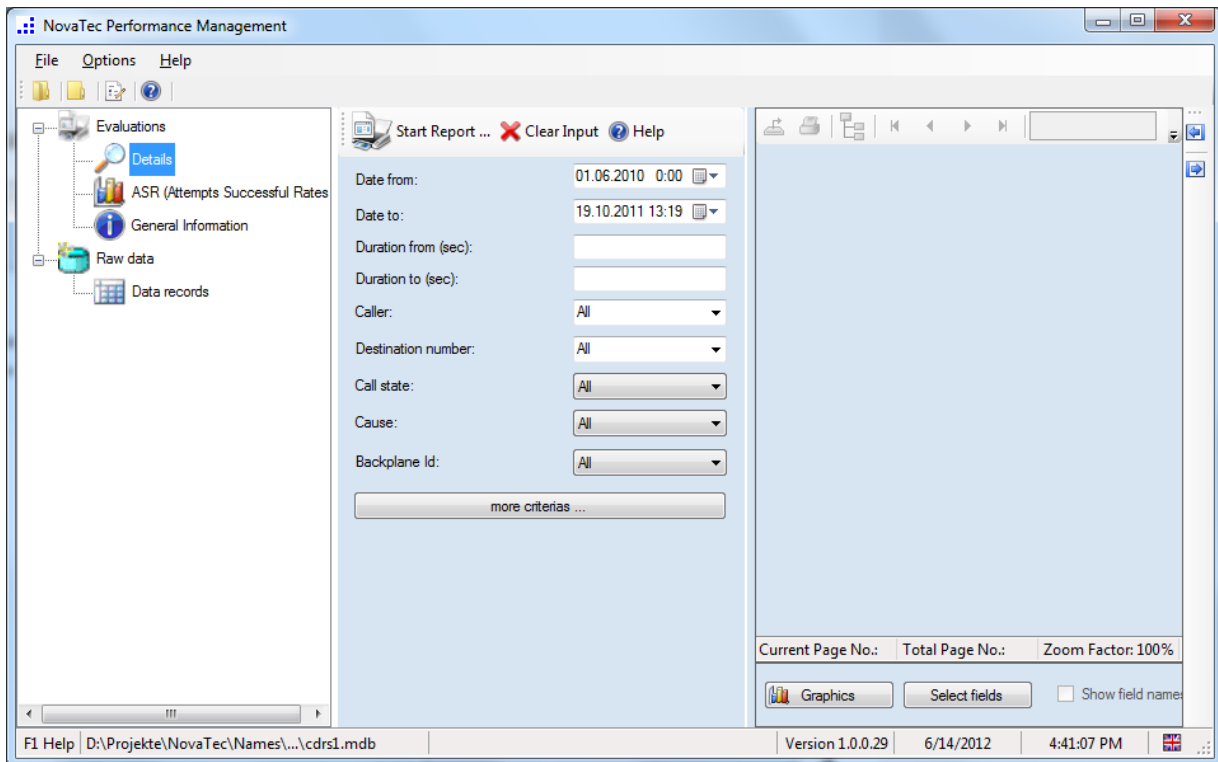 NovaTec Performance Management
File Options Help
Evaluations
Details
ASR (Attempts Successful Rates
General Information
Raw data
Data records
Start Report ... Clear Input Help
Date from: 01.06.2010 0:00
Date to: 19.10.2011 13:19
Duration from (sec):
Duration to (sec):
Caller: All
Destination number: All
Call state: All
Cause: All
Backplane Id: All
more criterias ...
Current Page No.: Total Page No.: Zoom Factor: 100%
Graphics Select fields Show field names
F1 Help D:\Projekte\NovaTec\Names\...\cdrs1.mdb Version 1.0.0.29 6/14/2012 4:41:07 PM